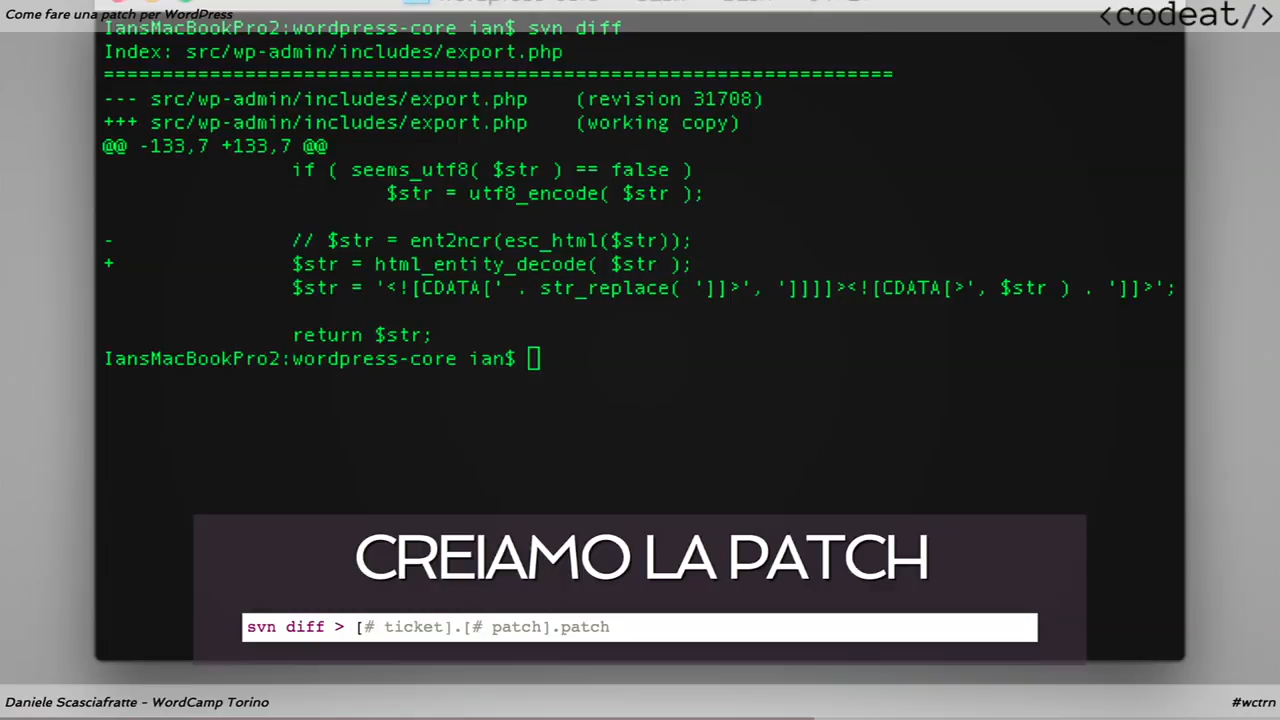 Come fare una patch per WordPress
<codeat/>
IansMacBookPro2:wordpress-core ian$ svn diff
Index: src/wp-admin/includes/export.php
===================================================================
--- src/wp-admin/includes/export.php	(revision 31708)
+++ src/wp-admin/includes/export.php	(working copy)
@@ -133,7 +133,7 @@
if ( seems_utf8( $str ) == false )
$str = utf8_encode( $str );
- // $str = ent2ncr(esc_html($str));
+ $str = html_entity_decode( $str );
$str = '<![CDATA[' . str_replace( ']]>', ']]]]><![CDATA[>', $str ) . ']]>';
return $str;
IansMacBookPro2:wordpress-core ian$
CREIAMO LA PATCH
svn diff > [# ticket].[# patch].patch
Daniele Scasciafratte - WordCamp Torino
#wctrn